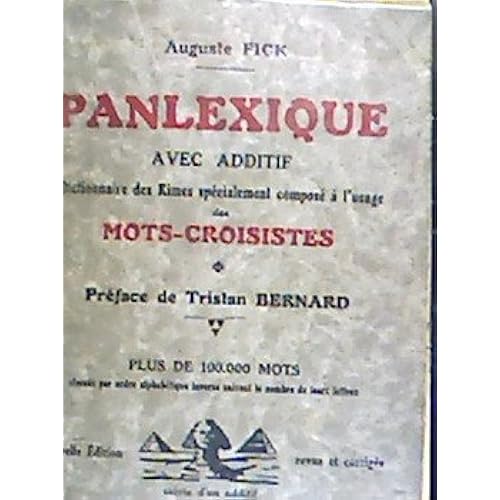 Auguste FICK
PANLEXIQUE
AVEC ADDITIF
Dictionnaire des Rimes spécialement composé à l'usage
des
MOTS-CROISISTES
Préface de Tristan BERNARD
PLUS DE 100.000 MOTS
classés par ordre alphabétique inverse suivant le nombre de leurs lettres
velle Édition
revue et corrigée
suivie d'un additif